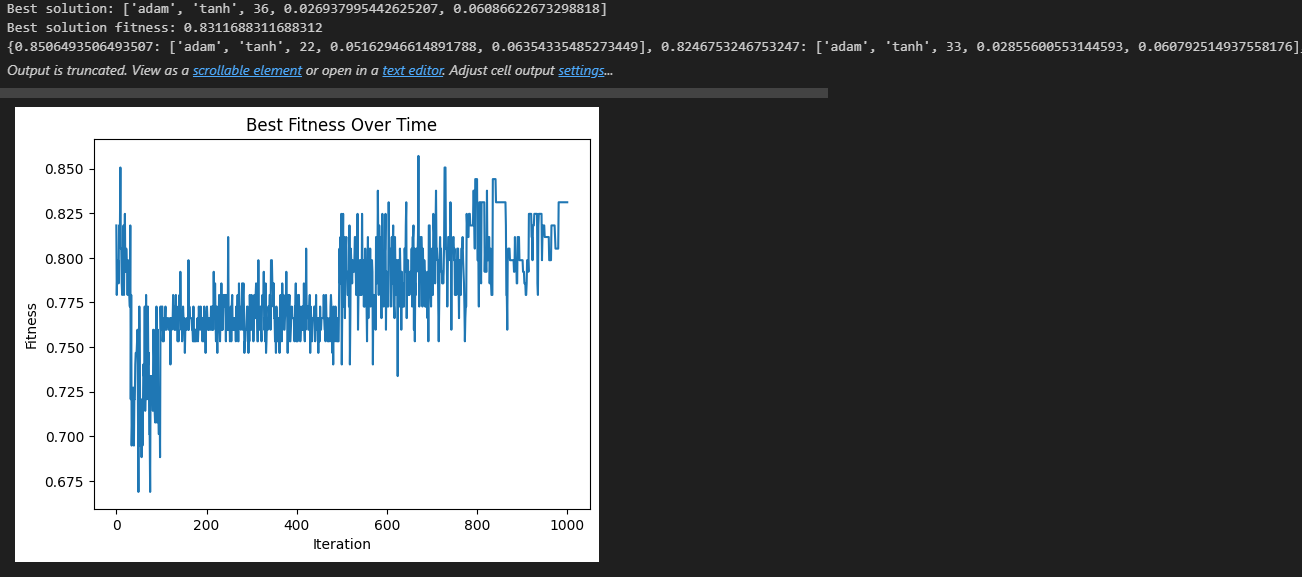 Best solution: ['adam', 'tanh', 36, 0.026937995442625207, 0.06086622673298818]
Best solution fitness: 0.8311688311688312
{0.8506493506493507: ['adam', 'tanh', 22, 0.05162946614891788, 0.06354335485273449], 0.8246753246753247: ['adam', 'tanh', 33, 0.02855600553144593, 0.060792514937558176],
Output is truncated. View as a scrollable element or open in a text editor. Adjust cell output settings...
Best Fitness Over Time
0.850
0.825
0.800
0.775
0.750
0.725
0.700
0.675
Fitness
0 200 400 600 800 1000
Iteration